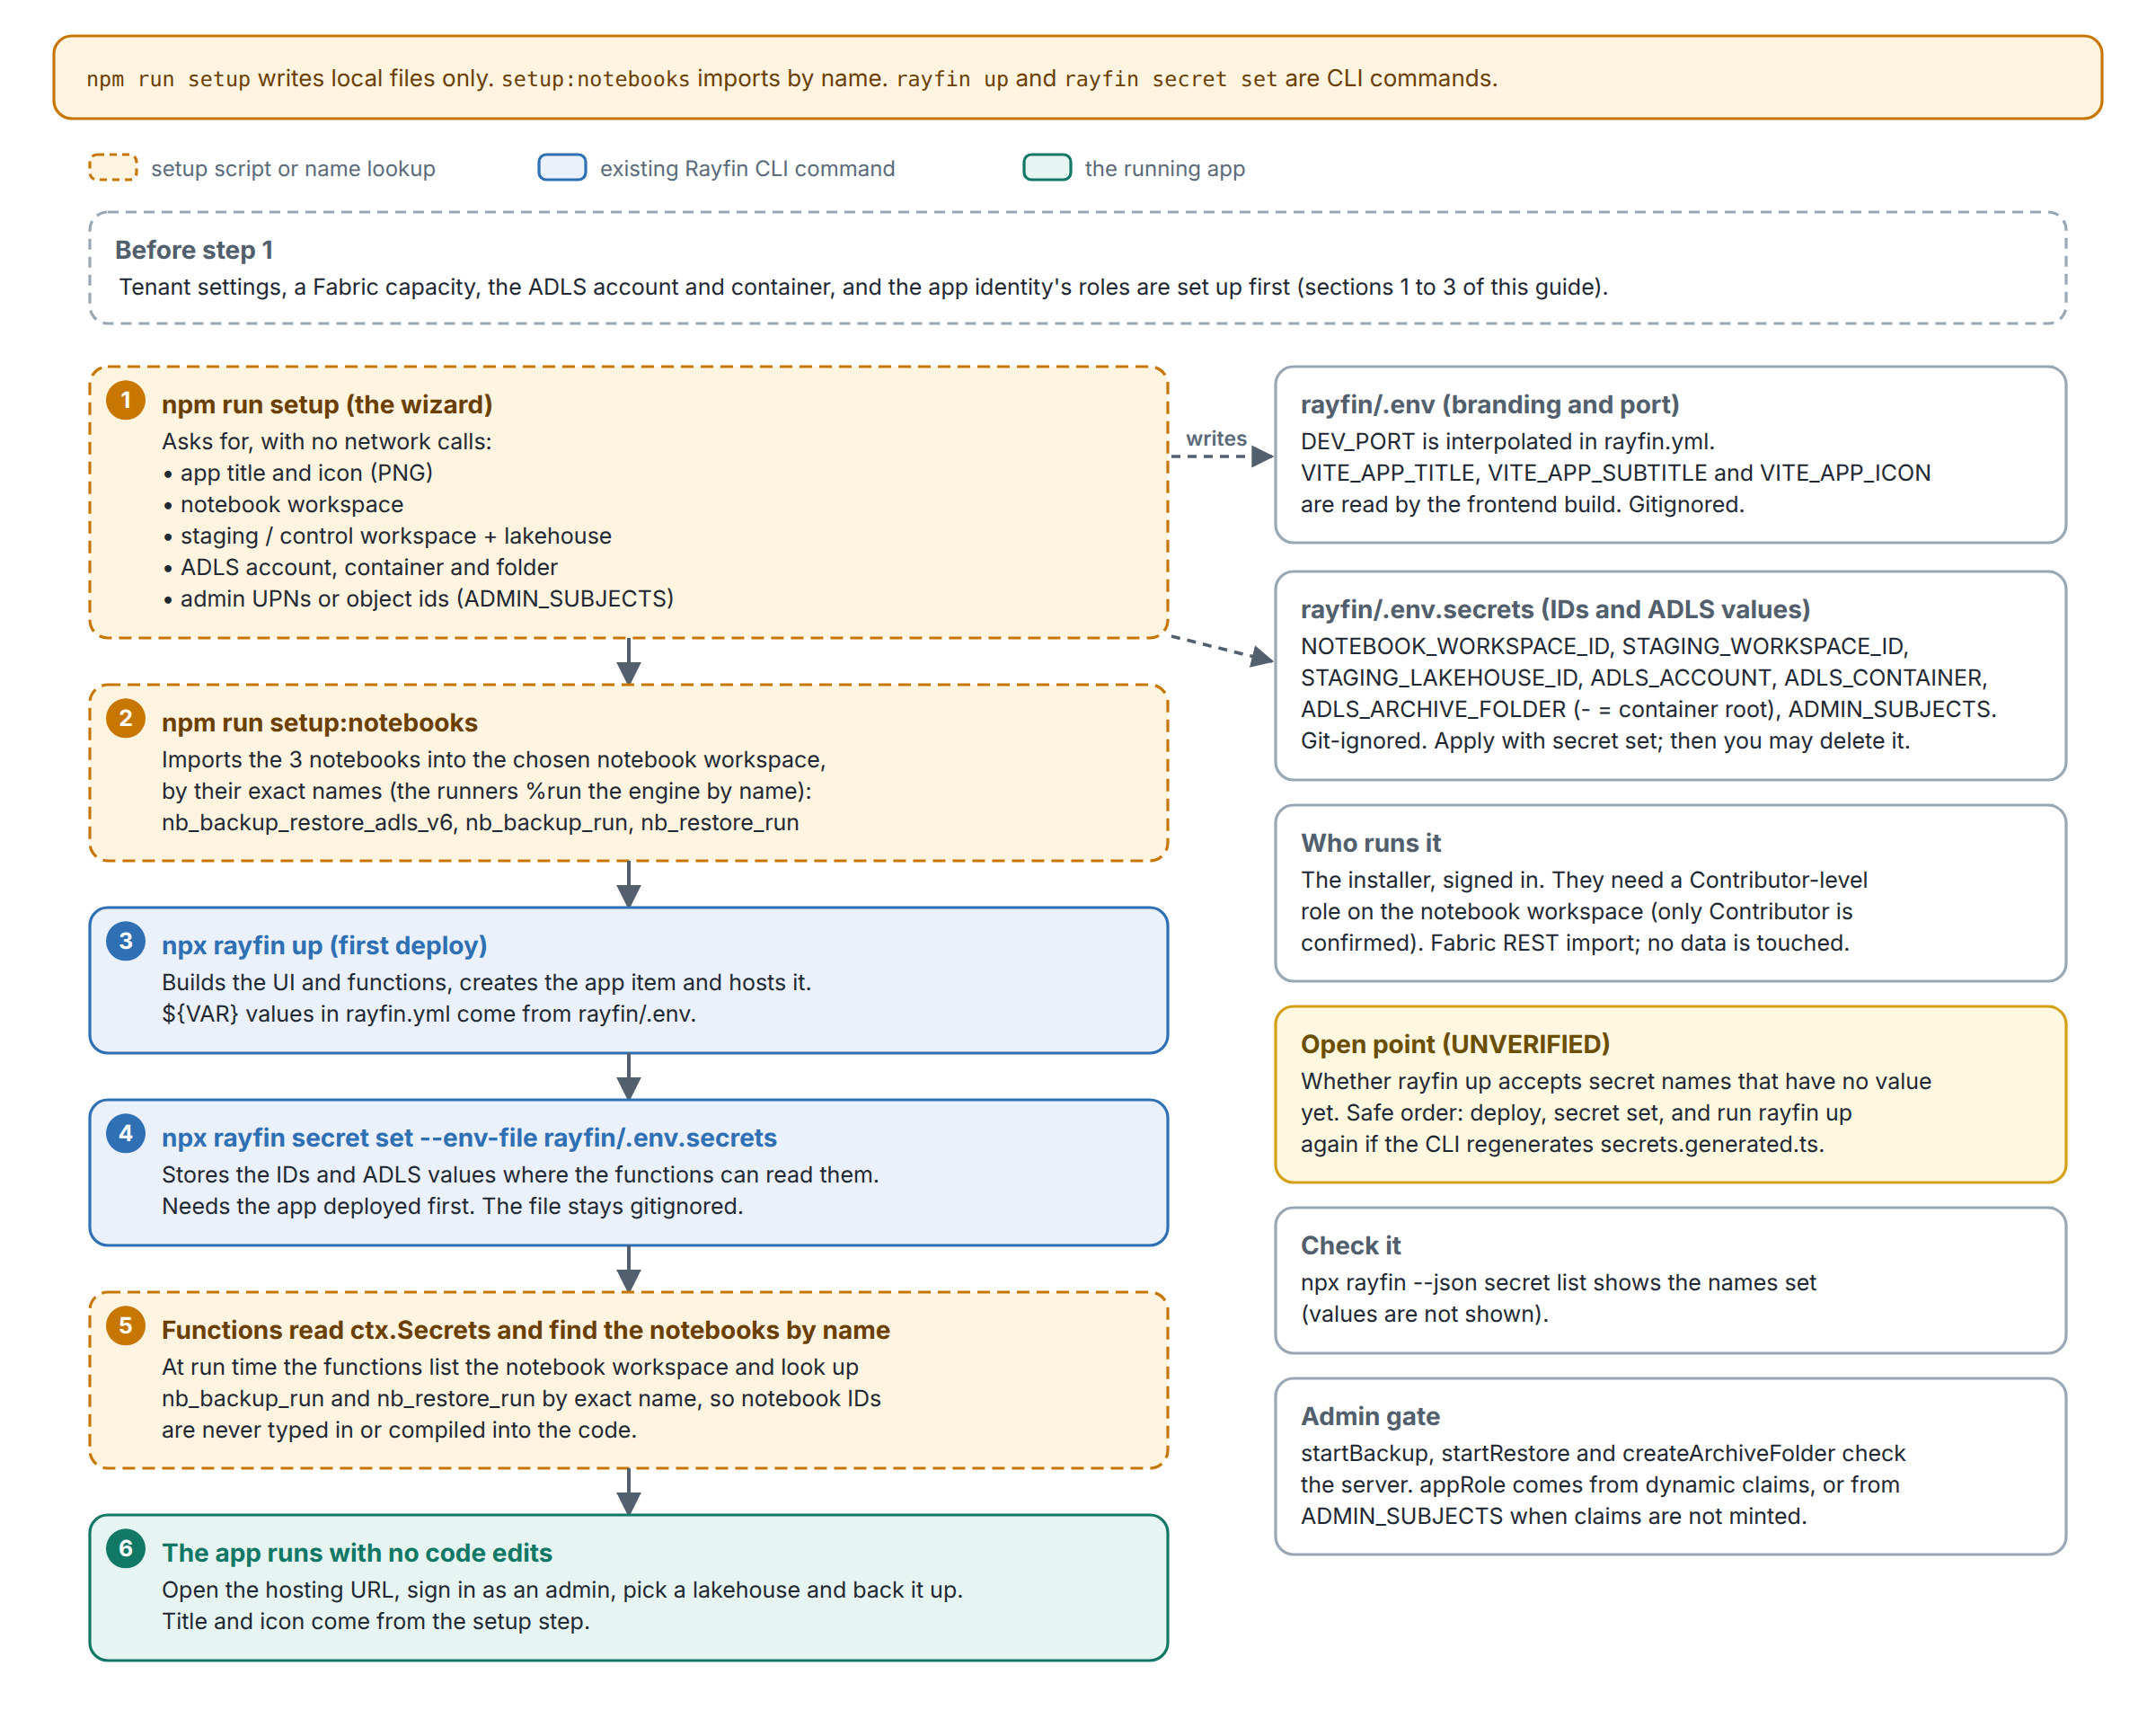 npm run setup writes local files only. setup:notebooks imports by name. rayfin up and rayfin secret set are CLI commands.
setup script or name lookup
existing Rayfin CLI command
the running app
Before step 1
Tenant settings, a Fabric capacity, the ADLS account and container, and the app identity's roles are set up first (sections 1 to 3 of this guide).
1
npm run setup (the wizard)
Asks for, with no network calls:
• app title and icon (PNG)
• notebook workspace
• staging / control workspace + lakehouse
• ADLS account, container and folder
• admin UPNs or object ids (ADMIN_SUBJECTS)
writes
rayfin/.env (branding and port)
DEV_PORT is interpolated in rayfin.yml.
VITE_APP_TITLE, VITE_APP_SUBTITLE and VITE_APP_ICON
are read by the frontend build. Gitignored.
rayfin/.env.secrets (IDs and ADLS values)
NOTEBOOK_WORKSPACE_ID, STAGING_WORKSPACE_ID,
STAGING_LAKEHOUSE_ID, ADLS_ACCOUNT, ADLS_CONTAINER,
ADLS_ARCHIVE_FOLDER (- = container root), ADMIN_SUBJECTS.
Git-ignored. Apply with secret set; then you may delete it.
2
npm run setup:notebooks
Imports the 3 notebooks into the chosen notebook workspace,
by their exact names (the runners %run the engine by name):
nb_backup_restore_adls_v6, nb_backup_run, nb_restore_run
Who runs it
The installer, signed in. They need a Contributor-level
role on the notebook workspace (only Contributor is
confirmed). Fabric REST import; no data is touched.
3
npx rayfin up (first deploy)
Builds the UI and functions, creates the app item and hosts it.
${VAR} values in rayfin.yml come from rayfin/.env.
Open point (UNVERIFIED)
Whether rayfin up accepts secret names that have no value
yet. Safe order: deploy, secret set, and run rayfin up
again if the CLI regenerates secrets.generated.ts.
4
npx rayfin secret set --env-file rayfin/.env.secrets
Stores the IDs and ADLS values where the functions can read them.
Needs the app deployed first. The file stays gitignored.
Check it
npx rayfin --json secret list shows the names set
(values are not shown).
5
Functions read ctx.Secrets and find the notebooks by name
At run time the functions list the notebook workspace and look up
nb_backup_run and nb_restore_run by exact name, so notebook IDs
are never typed in or compiled into the code.
Admin gate
startBackup, startRestore and createArchiveFolder check
the server. appRole comes from dynamic claims, or from
ADMIN_SUBJECTS when claims are not minted.
6
The app runs with no code edits
Open the hosting URL, sign in as an admin, pick a lakehouse and back it up.
Title and icon come from the setup step.